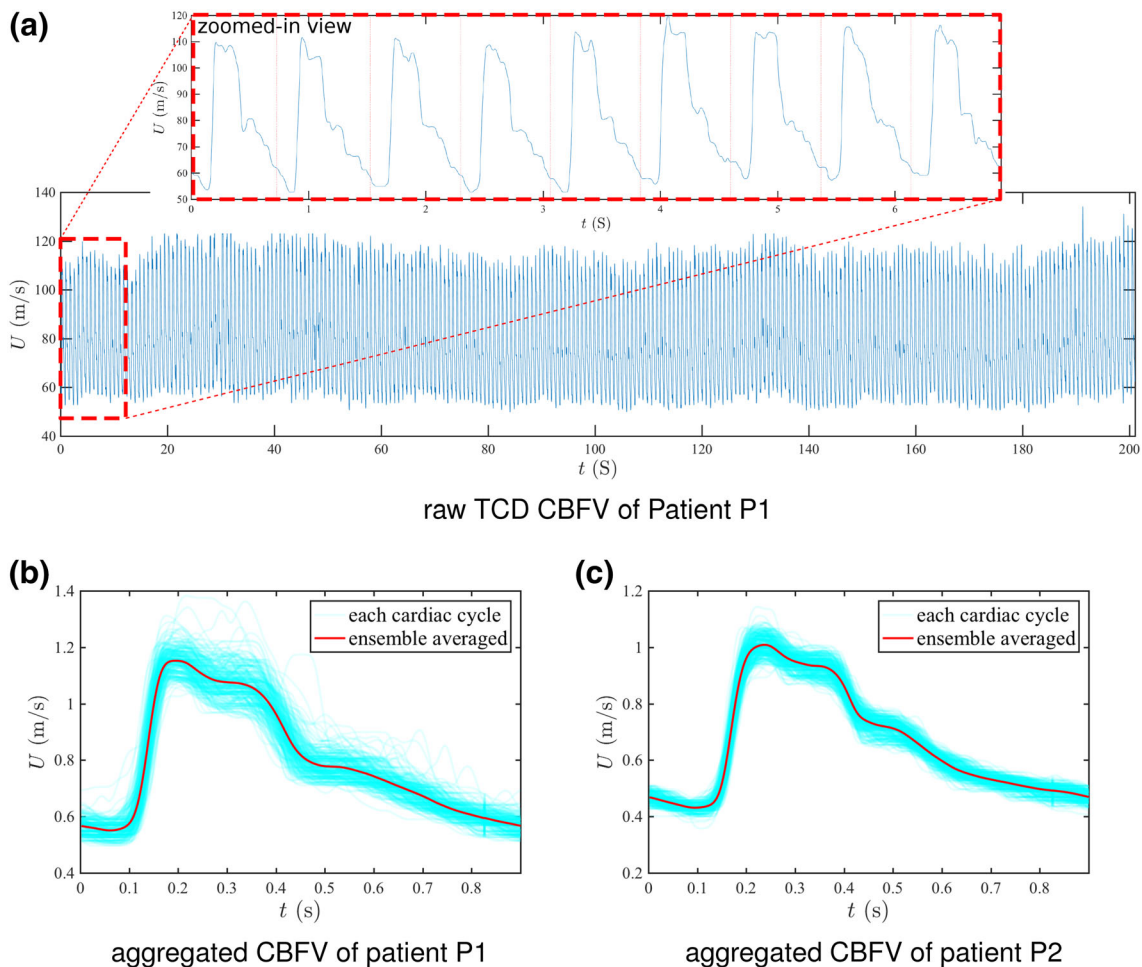 (a)
zoomed-in view
120
110
100
90
80
70
60
50
U (m/s)
0 1 2 3 4 5 6
t (S)
140
120
100
80
60
40
U (m/s)
0 20 40 60 80 100 120 140 160 180 200
t (S)
raw TCD CBFV of Patient P1
(b)
1.4
1.2
1
0.8
0.6
0.4
U (m/s)
each cardiac cycle
ensemble averaged
0 0.1 0.2 0.3 0.4 0.5 0.6 0.7 0.8
t (s)
aggregated CBFV of patient P1
(c)
1.2
1
0.8
0.6
0.4
0.2
U (m/s)
each cardiac cycle
ensemble averaged
0 0.1 0.2 0.3 0.4 0.5 0.6 0.7 0.8
t (s)
aggregated CBFV of patient P2